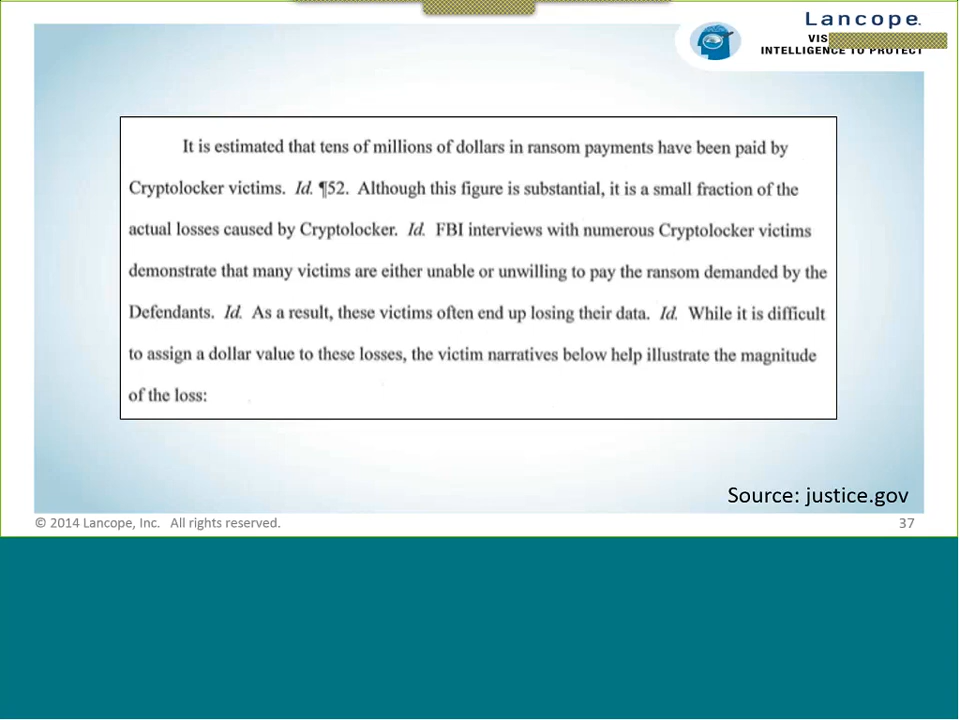 Lancope.
VIS
INTELLIGENCE TO PROTECT
It is estimated that tens of millions of dollars in ransom payments have been paid by
Cryptolocker victims. Id. ¶52. Although this figure is substantial, it is a small fraction of the
actual losses caused by Cryptolocker. Id. FBI interviews with numerous Cryptolocker victims
demonstrate that many victims are either unable or unwilling to pay the ransom demanded by the
Defendants. Id. As a result, these victims often end up losing their data. Id. While it is difficult
to assign a dollar value to these losses, the victim narratives below help illustrate the magnitude
of the loss:
Source: justice.gov
© 2014 Lancope, Inc. All rights reserved.
37